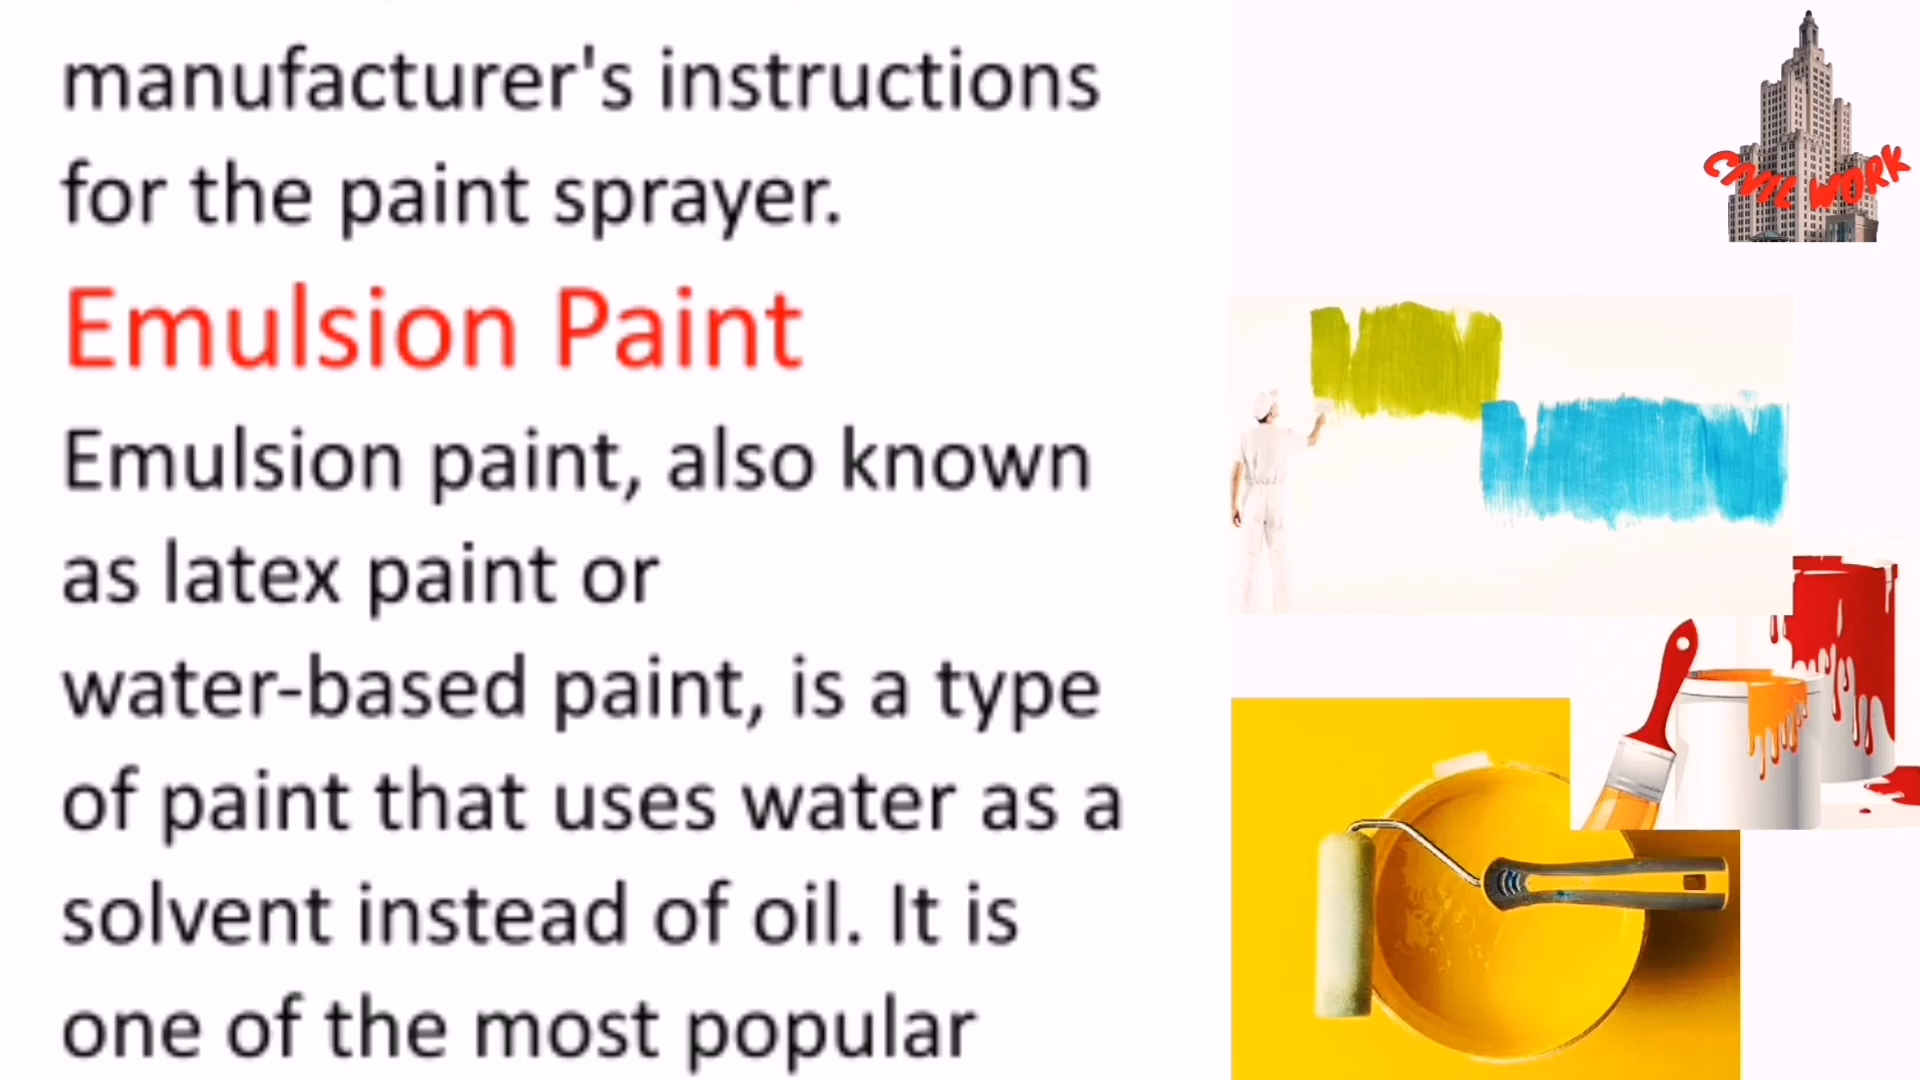 manufacturer's instructions
for the paint sprayer.
Emulsion Paint
Emulsion paint, also known
as latex paint or
water-based paint, is a type
of paint that uses water as a
solvent instead of oil. It is
one of the most popular
CIVIL WORK